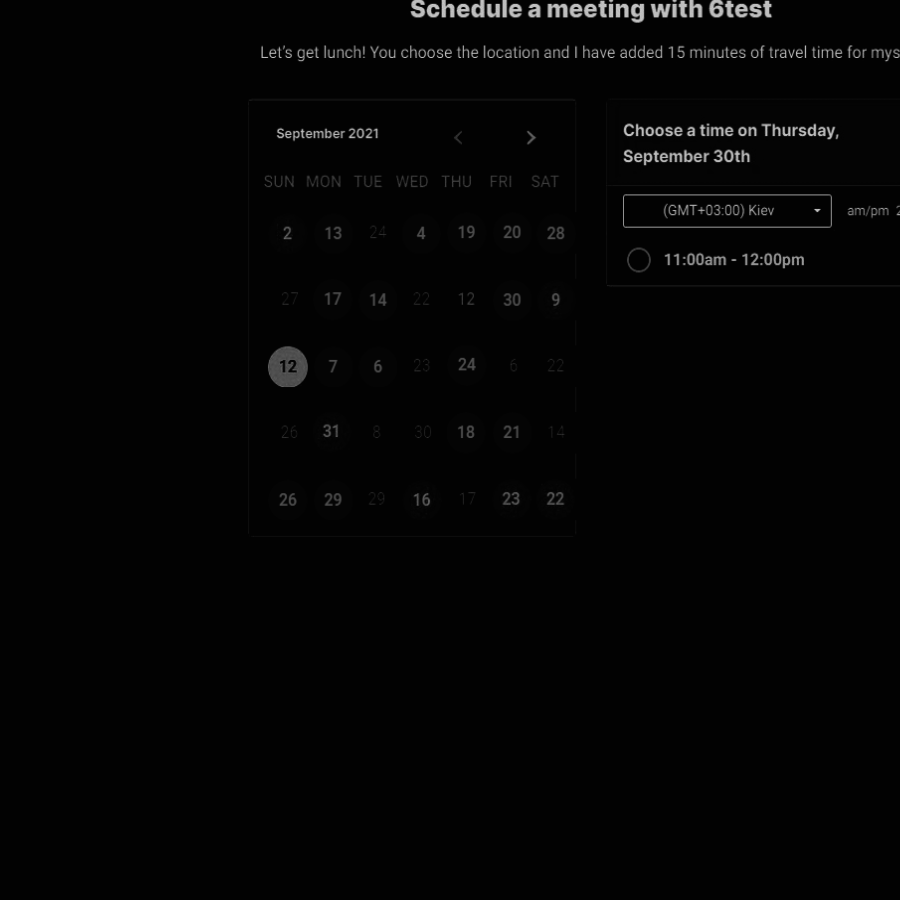 Schedule a meeting with 6test
Let's get lunch! You choose the location and I have added 15 minutes of travel time for mys
September 2021
SUN MON TUE WED THU FRI SAT
2 13 24 4 19 20 28
27 17 14 22 12 30 9
12 7 6 23 24 6 22
26 31 8 30 18 21 14
26 29 29 16 17 23 22
Choose a time on Thursday,
September 30th
(GMT+03:00) Kiev am/pm 2
11:00am - 12:00pm